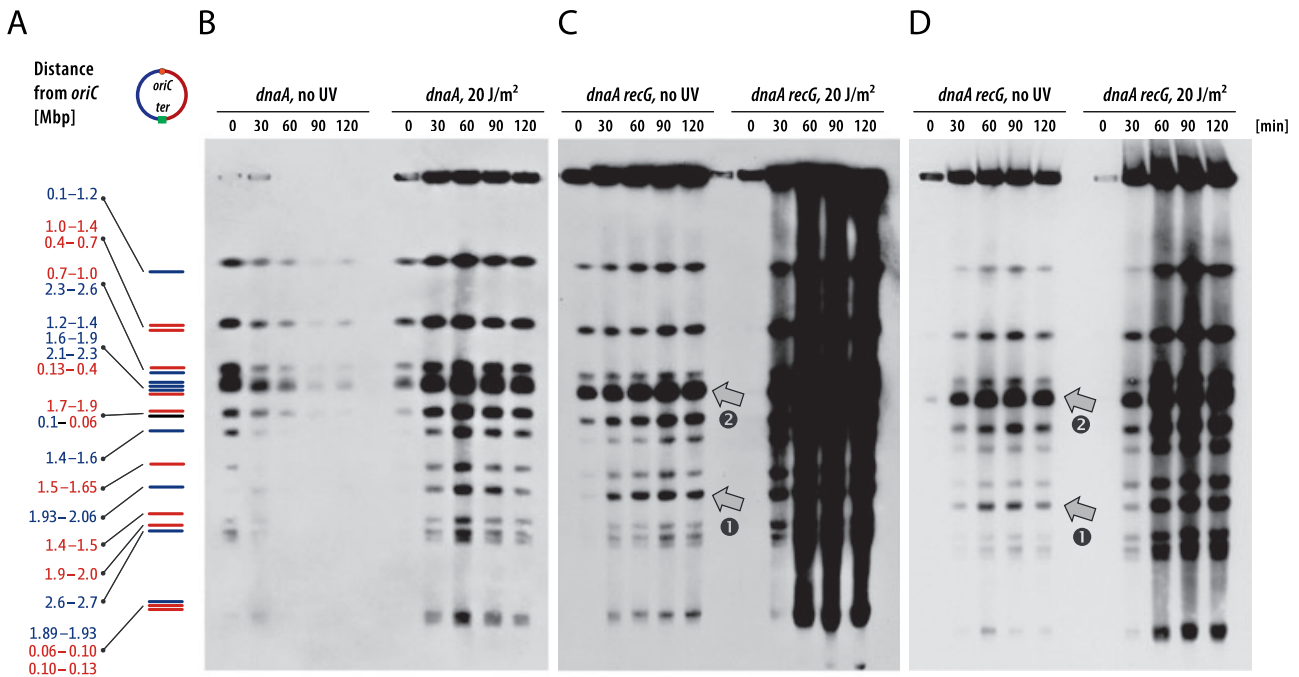 A
B
C
D
Distance
from oriC
[Mbp]
oriC
ter
dnaA, no UV
dnaA, 20 J/m²
dnaA recG, no UV
dnaA recG, 20 J/m²
dnaA recG, no UV
dnaA recG, 20 J/m²
0 30 60 90 120
0 30 60 90 120
0 30 60 90 120
0 30 60 90 120
0 30 60 90 120
0 30 60 90 120
[min]
0.1–1.2
1.0–1.4
0.4–0.7
0.7–1.0
2.3–2.6
1.2–1.4
1.6–1.9
2.1–2.3
0.13–0.4
1.7–1.9
0.1–0.06
1.4–1.6
1.5–1.65
1.93–2.06
1.4–1.5
1.9–2.0
2.6–2.7
1.89–1.93
0.06–0.10
0.10–0.13
2
1
2
1